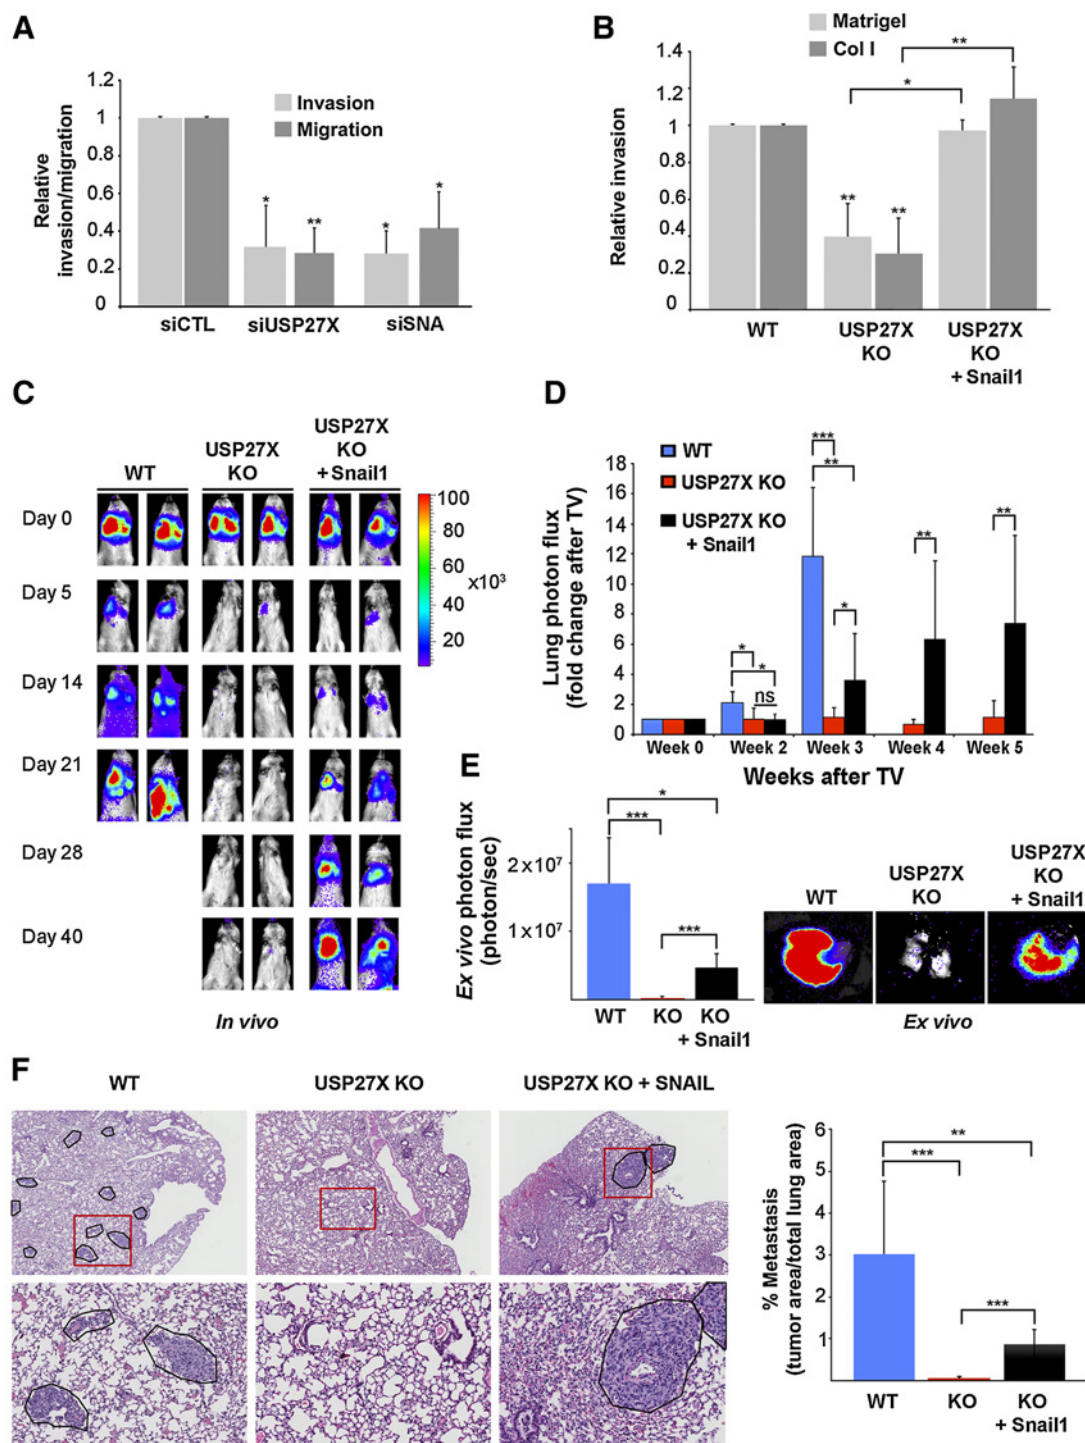 A
Relative
invasion/migration
1.2
1
0.8
0.6
0.4
0.2
0
Invasion
Migration
*
**
*
*
siCTL
siUSP27X
siSNA
B
Relative invasion
1.4
1.2
1
0.8
0.6
0.4
0.2
0
Matrigel
Col I
**
*
**
**
WT
USP27X
KO
USP27X
KO
+ Snail1
C
WT
USP27X
KO
USP27X
KO
+Snail1
Day 0
Day 5
Day 14
Day 21
Day 28
Day 40
100
80
60
40
20
x10³
In vivo
D
Lung photon flux
(fold change after TV)
18
16
14
12
10
8
6
4
2
0
WT
USP27X KO
USP27X KO
+ Snail1
*
*
ns
***
**
*
**
**
Week 0
Week 2
Week 3
Week 4
Week 5
Weeks after TV
E
Ex vivo photon flux
(photon/sec)
2×10⁷
1×10⁷
*
***
***
WT
KO
KO
+ Snail1
WT
USP27X
KO
USP27X
KO
+ Snail1
Ex vivo
F
WT
USP27X KO
USP27X KO + SNAIL
% Metastasis
(tumor area/total lung area)
6
5
4
3
2
1
**
***
***
WT
KO
KO
+ Snail1